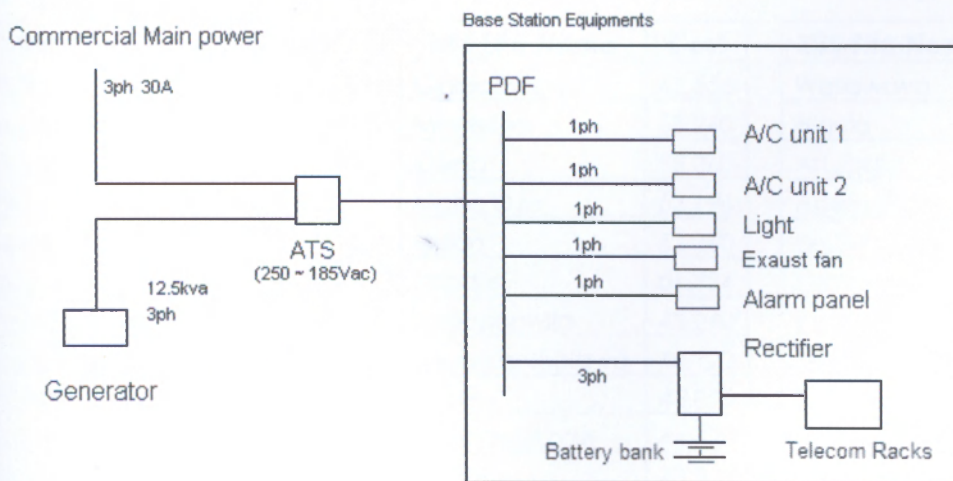 Base Station Equipments
Commercial Main power
3ph 30A
PDF
1ph
A/C unit 1
1ph
A/C unit 2
1ph
Light
1ph
Exaust fan
1ph
Alarm panel
ATS
(250 ~ 185Vac)
12.5kva
3ph
Generator
Rectifier
3ph
Battery bank
Telecom Racks